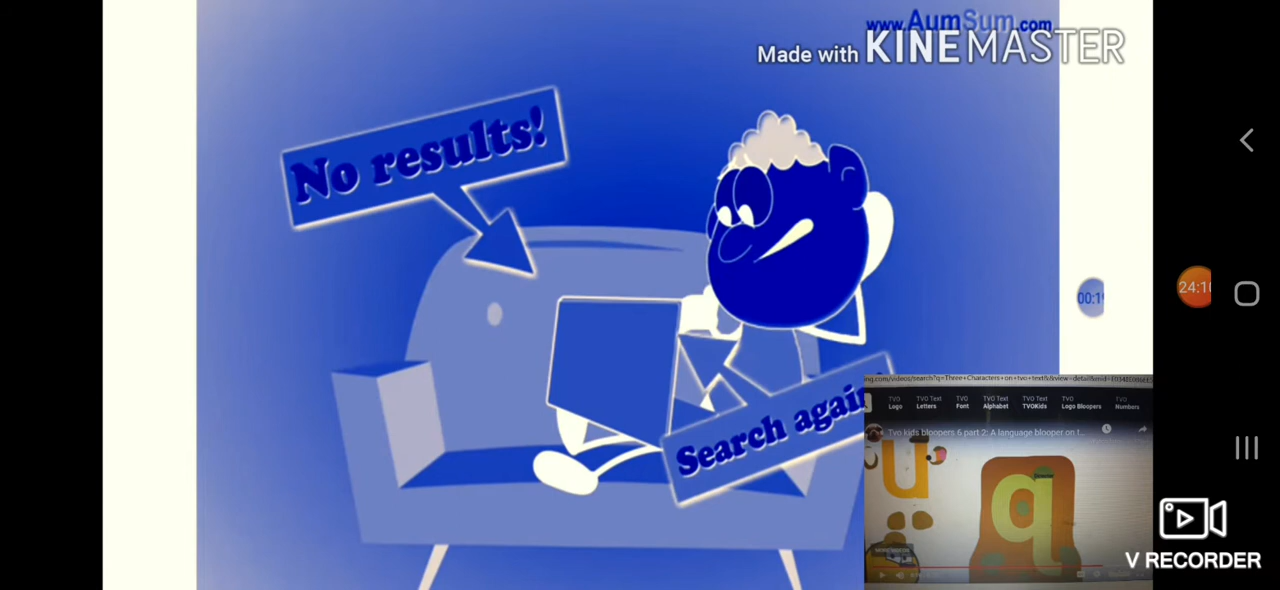 www.AumSum.com
Made with KINEMASTER
No results!
24:10
00:1
Search again
TVO Logo
TVO Text Letters
TVO Font
TVO Text Alphabet
TVO Text TVOKids
TVO Logo Bloopers
TVO Numbers
Tvo kids bloopers 6 part 2: A language blooper on t...
u
q
V RECORDER